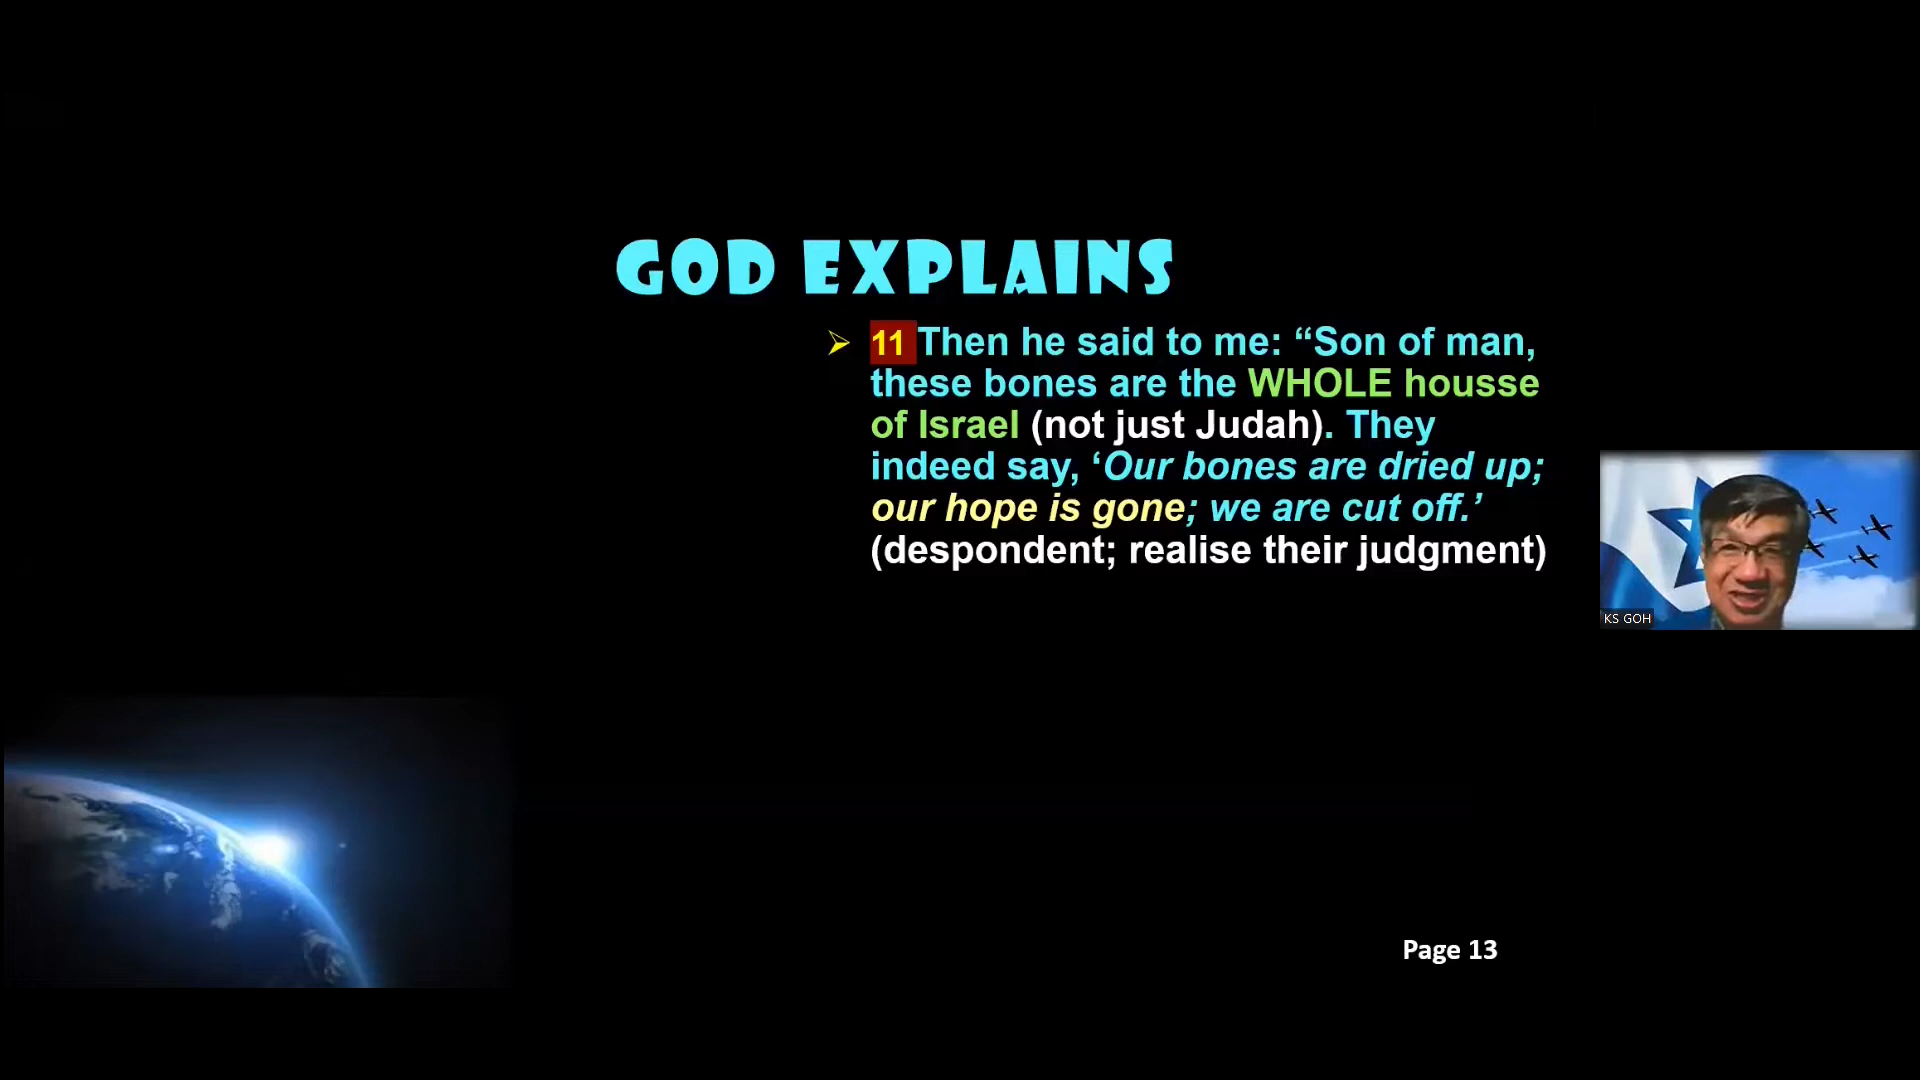 GOD EXPLAINS
➢ 11 Then he said to me: “Son of man,
these bones are the WHOLE housse
of Israel (not just Judah). They
indeed say, ‘Our bones are dried up;
our hope is gone; we are cut off.’
(despondent; realise their judgment)
KS GOH
Page 13